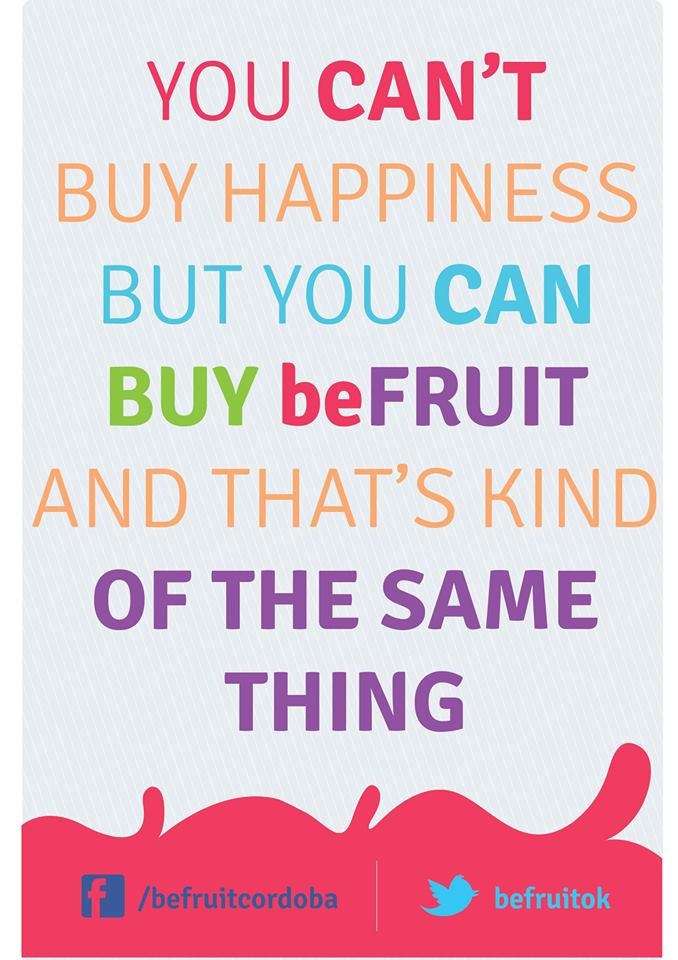 YOU CAN'T
BUY HAPPINESS
BUT YOU CAN
BUY beFRUIT
AND THAT'S KIND
OF THE SAME
THING
/befruitcordoba
befruitok